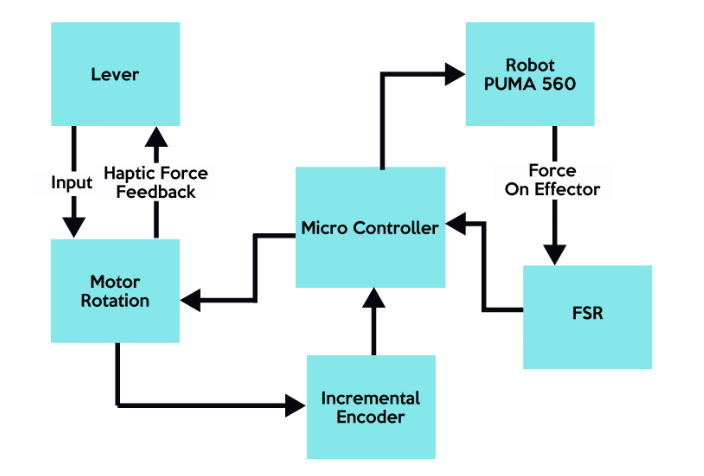 Lever
Robot
PUMA 560
Input
Haptic Force
Feedback
Force
On Effector
Micro Controller
Motor
Rotation
FSR
Incremental
Encoder